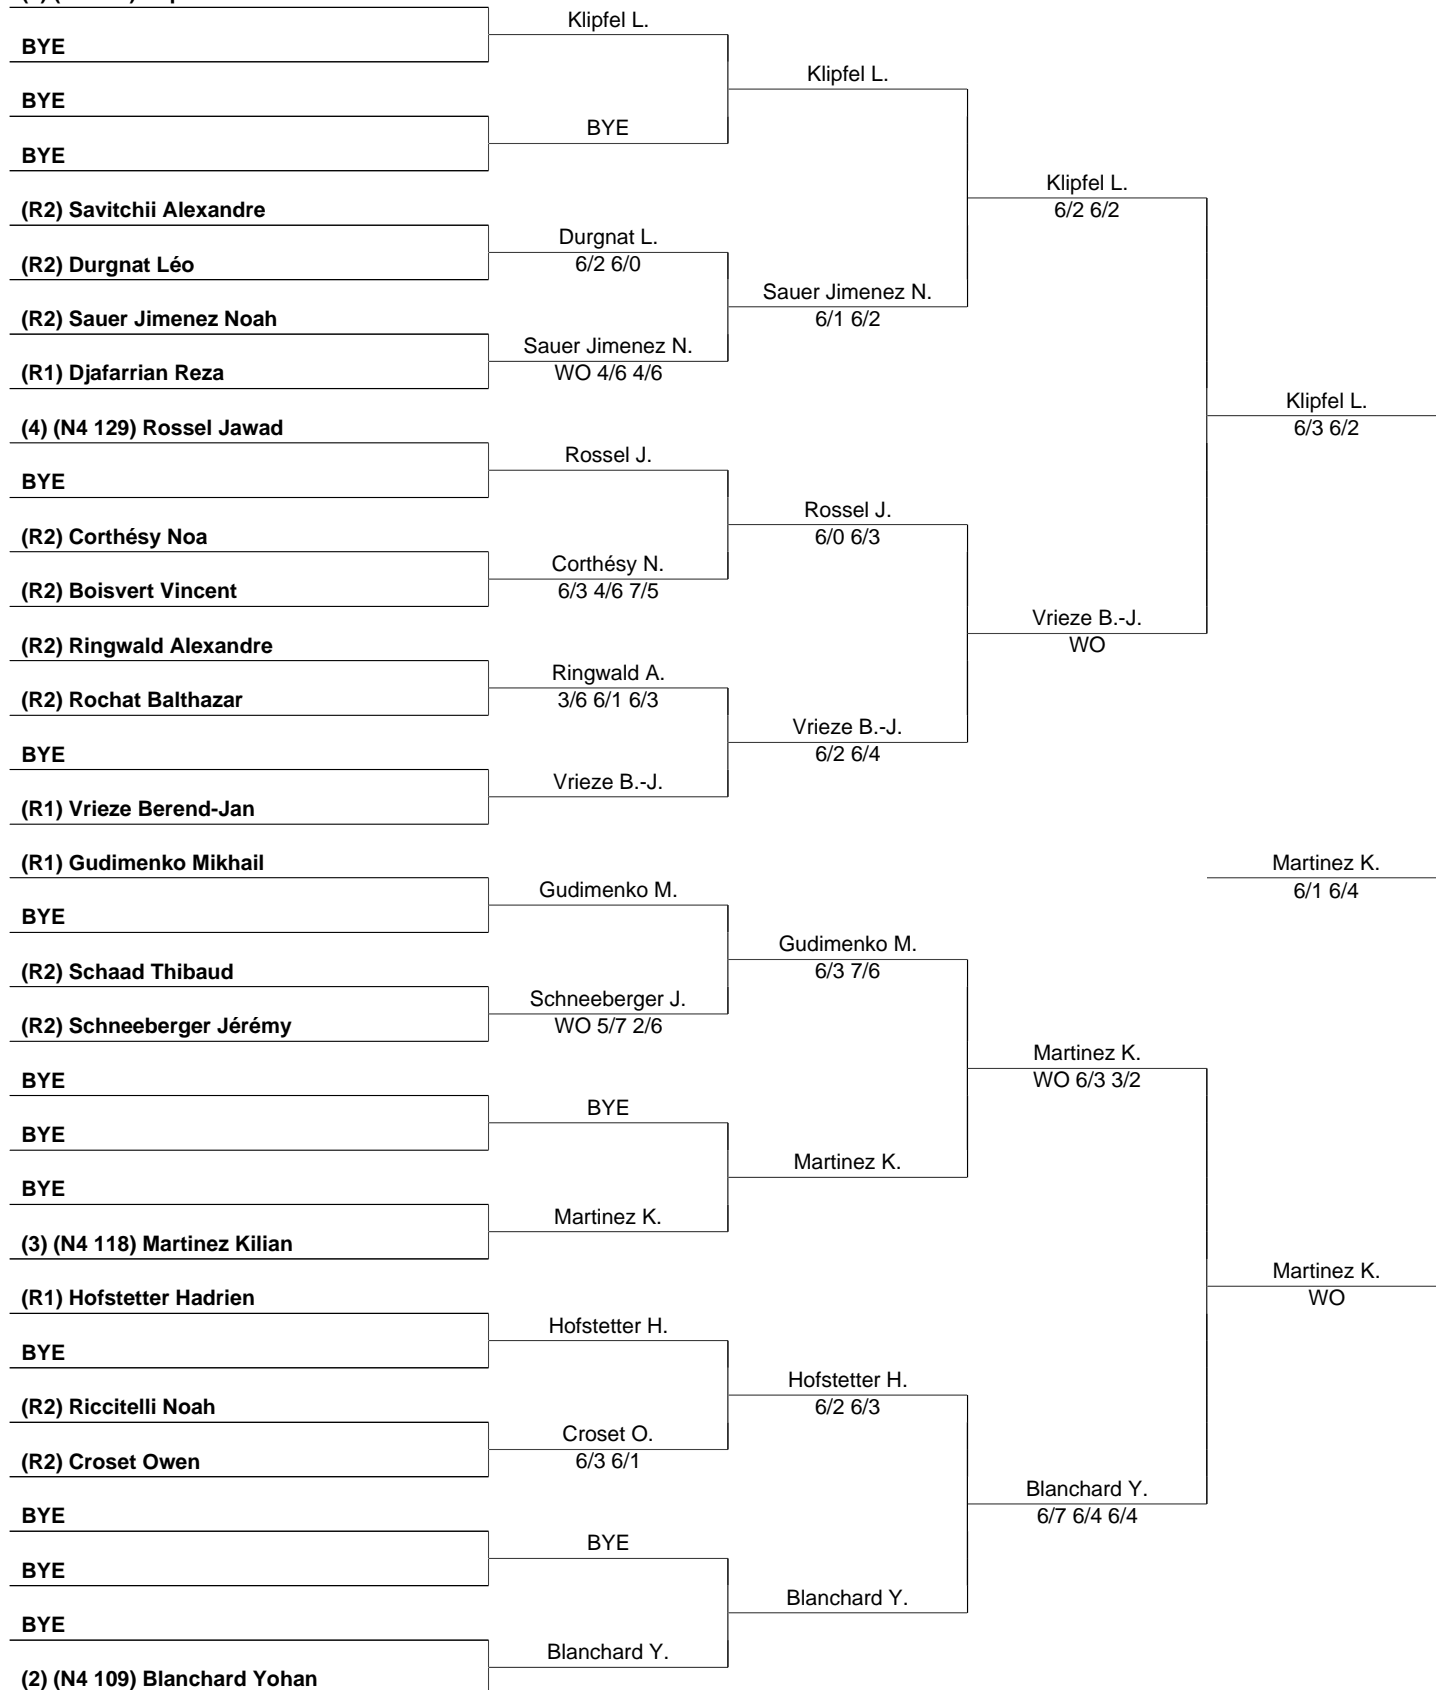 BYE
BYE
BYE
(R2) Savitchii Alexandre
(R2) Durgnat Léo
(R2) Sauer Jimenez Noah
(R1) Djafarrian Reza
(4) (N4 129) Rossel Jawad
BYE
(R2) Corthésy Noa
(R2) Boisvert Vincent
(R2) Ringwald Alexandre
(R2) Rochat Balthazar
BYE
(R1) Vrieze Berend-Jan
(R1) Gudimenko Mikhail
BYE
(R2) Schaad Thibaud
(R2) Schneeberger Jérémy
BYE
BYE
BYE
(3) (N4 118) Martinez Kilian
(R1) Hofstetter Hadrien
BYE
(R2) Riccitelli Noah
(R2) Croset Owen
BYE
BYE
BYE
(2) (N4 109) Blanchard Yohan
Klipfel L.
BYE
Durgnat L.
6/2 6/0
Sauer Jimenez N.
WO 4/6 4/6
Rossel J.
Corthésy N.
6/3 4/6 7/5
Ringwald A.
3/6 6/1 6/3
Vrieze B.-J.
Gudimenko M.
Schneeberger J.
WO 5/7 2/6
BYE
Martinez K.
Hofstetter H.
Croset O.
6/3 6/1
BYE
Blanchard Y.
Klipfel L.
Sauer Jimenez N.
6/1 6/2
Rossel J.
6/0 6/3
Vrieze B.-J.
6/2 6/4
Gudimenko M.
6/3 7/6
Martinez K.
Hofstetter H.
6/2 6/3
Blanchard Y.
Klipfel L.
6/2 6/2
Vrieze B.-J.
WO
Martinez K.
WO 6/3 3/2
Blanchard Y.
6/7 6/4 6/4
Klipfel L.
6/3 6/2
Martinez K.
6/1 6/4
Martinez K.
WO